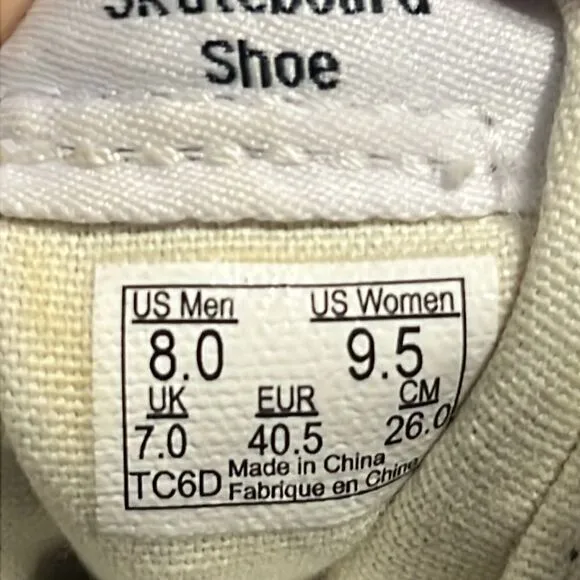 Skateboard
Shoe
US Men US Women
8.0 9.5
UK EUR CM
7.0 40.5 26.0
TC6D Made in China
Fabrique en Chine